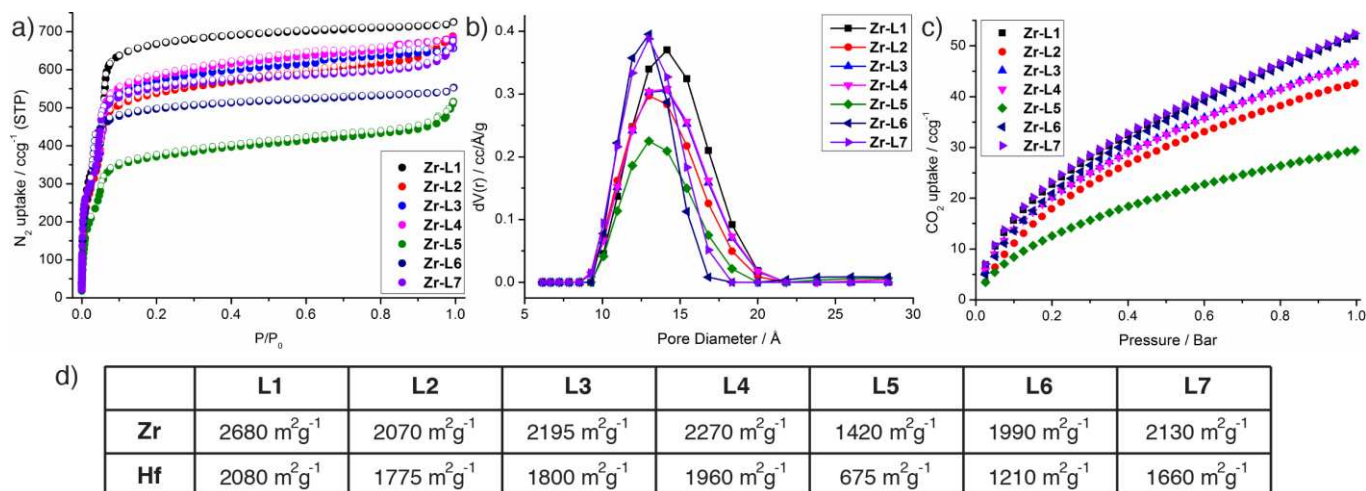 a)
700
600
500
400
300
200
100
0
N₂ uptake / ccg⁻¹ (STP)
0.0 0.2 0.4 0.6 0.8 1.0
P/P₀
Zr-L1
Zr-L2
Zr-L3
Zr-L4
Zr-L5
Zr-L6
Zr-L7
b)
0.4
0.3
0.2
0.1
0.0
dV(r) / cc/Å/g
5 10 15 20 25 30
Pore Diameter / Å
Zr-L1
Zr-L2
Zr-L3
Zr-L4
Zr-L5
Zr-L6
Zr-L7
c)
50
40
30
20
10
0
CO₂ uptake / ccg⁻¹
0.0 0.2 0.4 0.6 0.8 1.0
Pressure / Bar
Zr-L1
Zr-L2
Zr-L3
Zr-L4
Zr-L5
Zr-L6
Zr-L7
d)
L1 L2 L3 L4 L5 L6 L7
Zr 2680 m²g⁻¹ 2070 m²g⁻¹ 2195 m²g⁻¹ 2270 m²g⁻¹ 1420 m²g⁻¹ 1990 m²g⁻¹ 2130 m²g⁻¹
Hf 2080 m²g⁻¹ 1775 m²g⁻¹ 1800 m²g⁻¹ 1960 m²g⁻¹ 675 m²g⁻¹ 1210 m²g⁻¹ 1660 m²g⁻¹